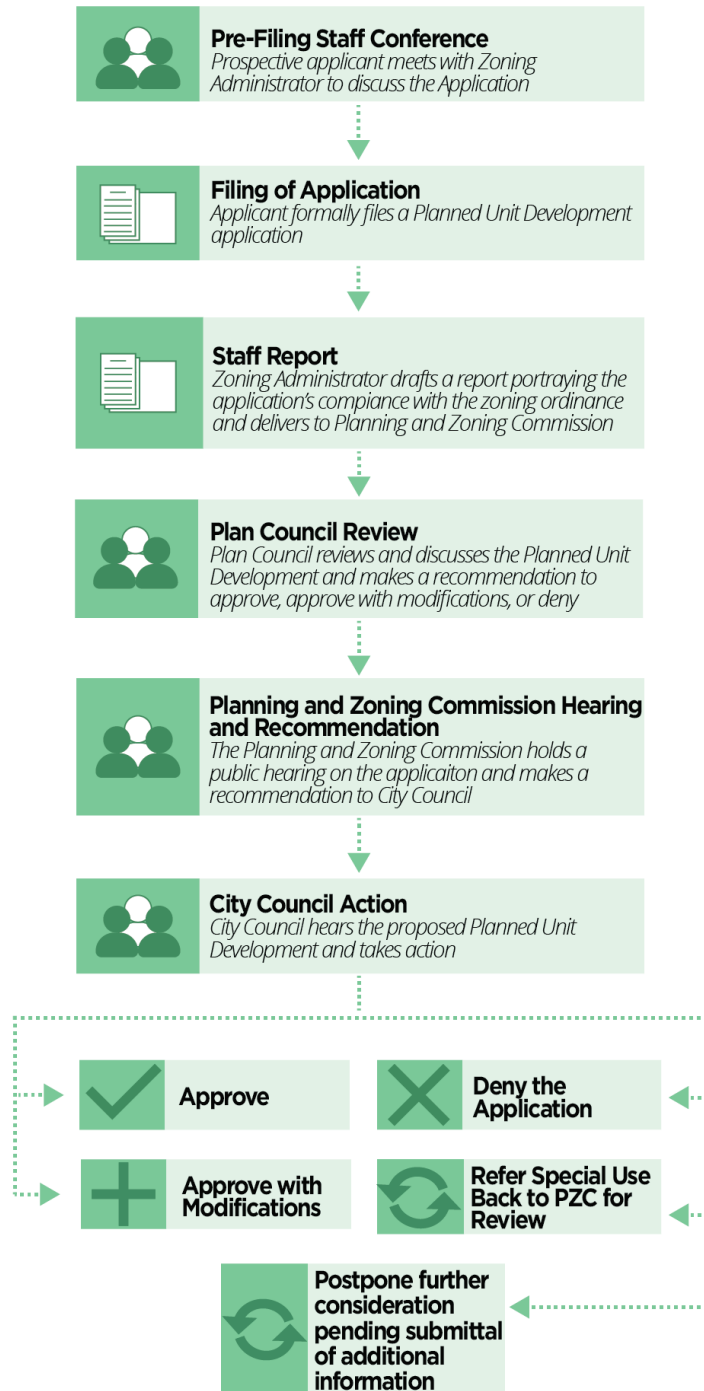 Pre-Filing Staff Conference
Prospective applicant meets with Zoning
Administrator to discuss the Application
Filing of Application
Applicant formally files a Planned Unit Development
application
Staff Report
Zoning Administrator drafts a report portraying the
application's compiance with the zoning ordinance
and delivers to Planning and Zoning Commission
Plan Council Review
Plan Council reviews and discusses the Planned Unit
Development and makes a recommendation to
approve, approve with modifications, or deny
Planning and Zoning Commission Hearing
and Recommendation
The Planning and Zoning Commission holds a
public hearing on the applicaiton and makes a
recommendation to City Council
City Council Action
City Council hears the proposed Planned Unit
Development and takes action
Approve
Deny the
Application
Approve with
Modifications
Refer Special Use
Back to PZC for
Review
Postpone further
consideration
pending submittal
of additional
information